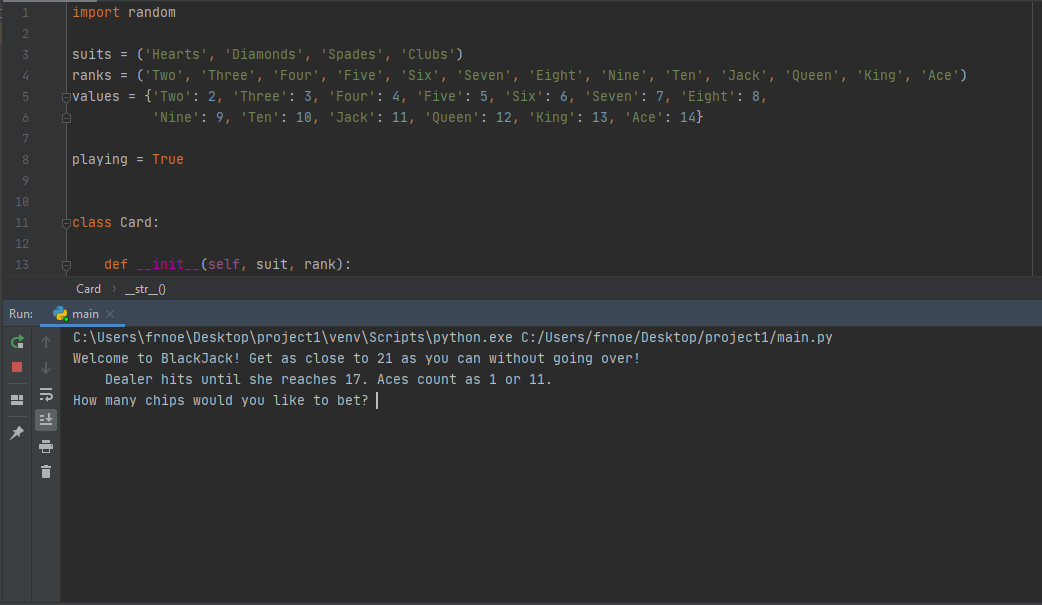 1 import random
2
3 suits = ('Hearts', 'Diamonds', 'Spades', 'Clubs')
4 ranks = ('Two', 'Three', 'Four', 'Five', 'Six', 'Seven', 'Eight', 'Nine', 'Ten', 'Jack', 'Queen', 'King', 'Ace')
5 values = {'Two': 2, 'Three': 3, 'Four': 4, 'Five': 5, 'Six': 6, 'Seven': 7, 'Eight': 8,
6 'Nine': 9, 'Ten': 10, 'Jack': 11, 'Queen': 12, 'King': 13, 'Ace': 14}
7
8 playing = True
9
10
11 class Card:
12
13 def __init__(self, suit, rank):
Card › __str__()
Run: main ×
C:\Users\frnoe\Desktop\project1\venv\Scripts\python.exe C:/Users/frnoe/Desktop/project1/main.py
Welcome to BlackJack! Get as close to 21 as you can without going over!
Dealer hits until she reaches 17. Aces count as 1 or 11.
How many chips would you like to bet?